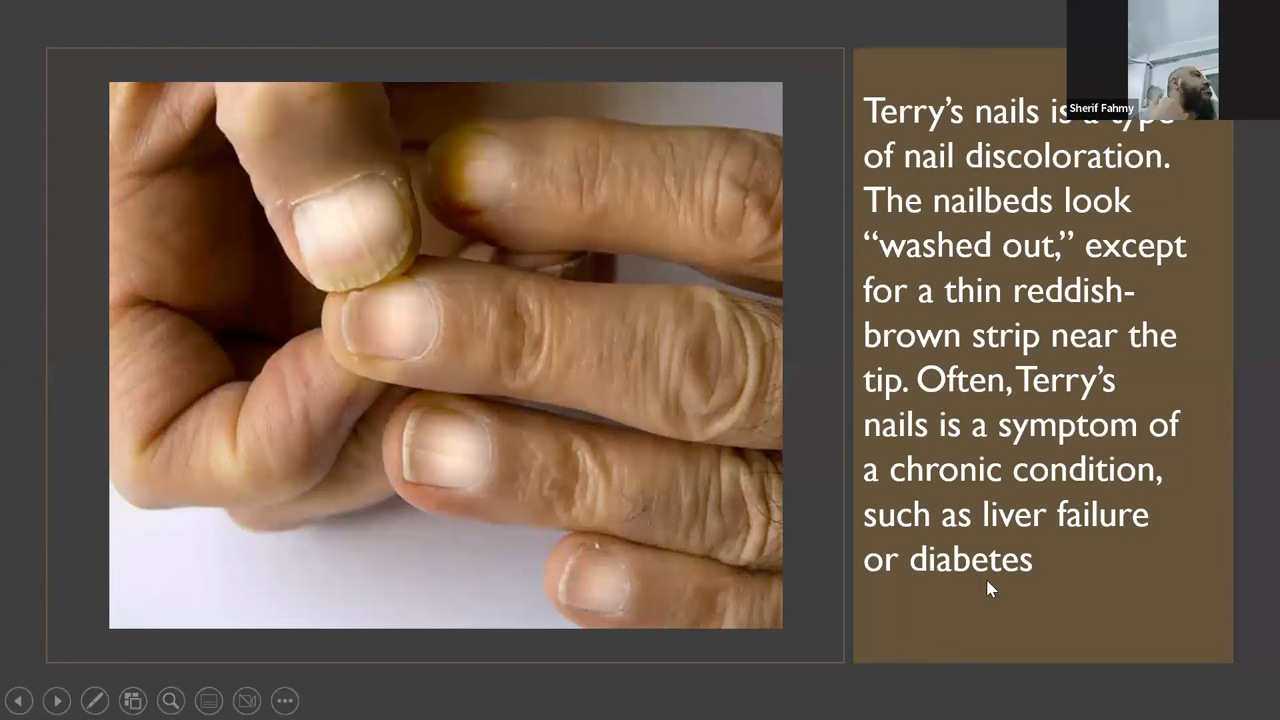 Sherif Fahmy
Terry’s nails is a type
of nail discoloration.
The nailbeds look
“washed out,” except
for a thin reddish-
brown strip near the
tip. Often, Terry’s
nails is a symptom of
a chronic condition,
such as liver failure
or diabetes